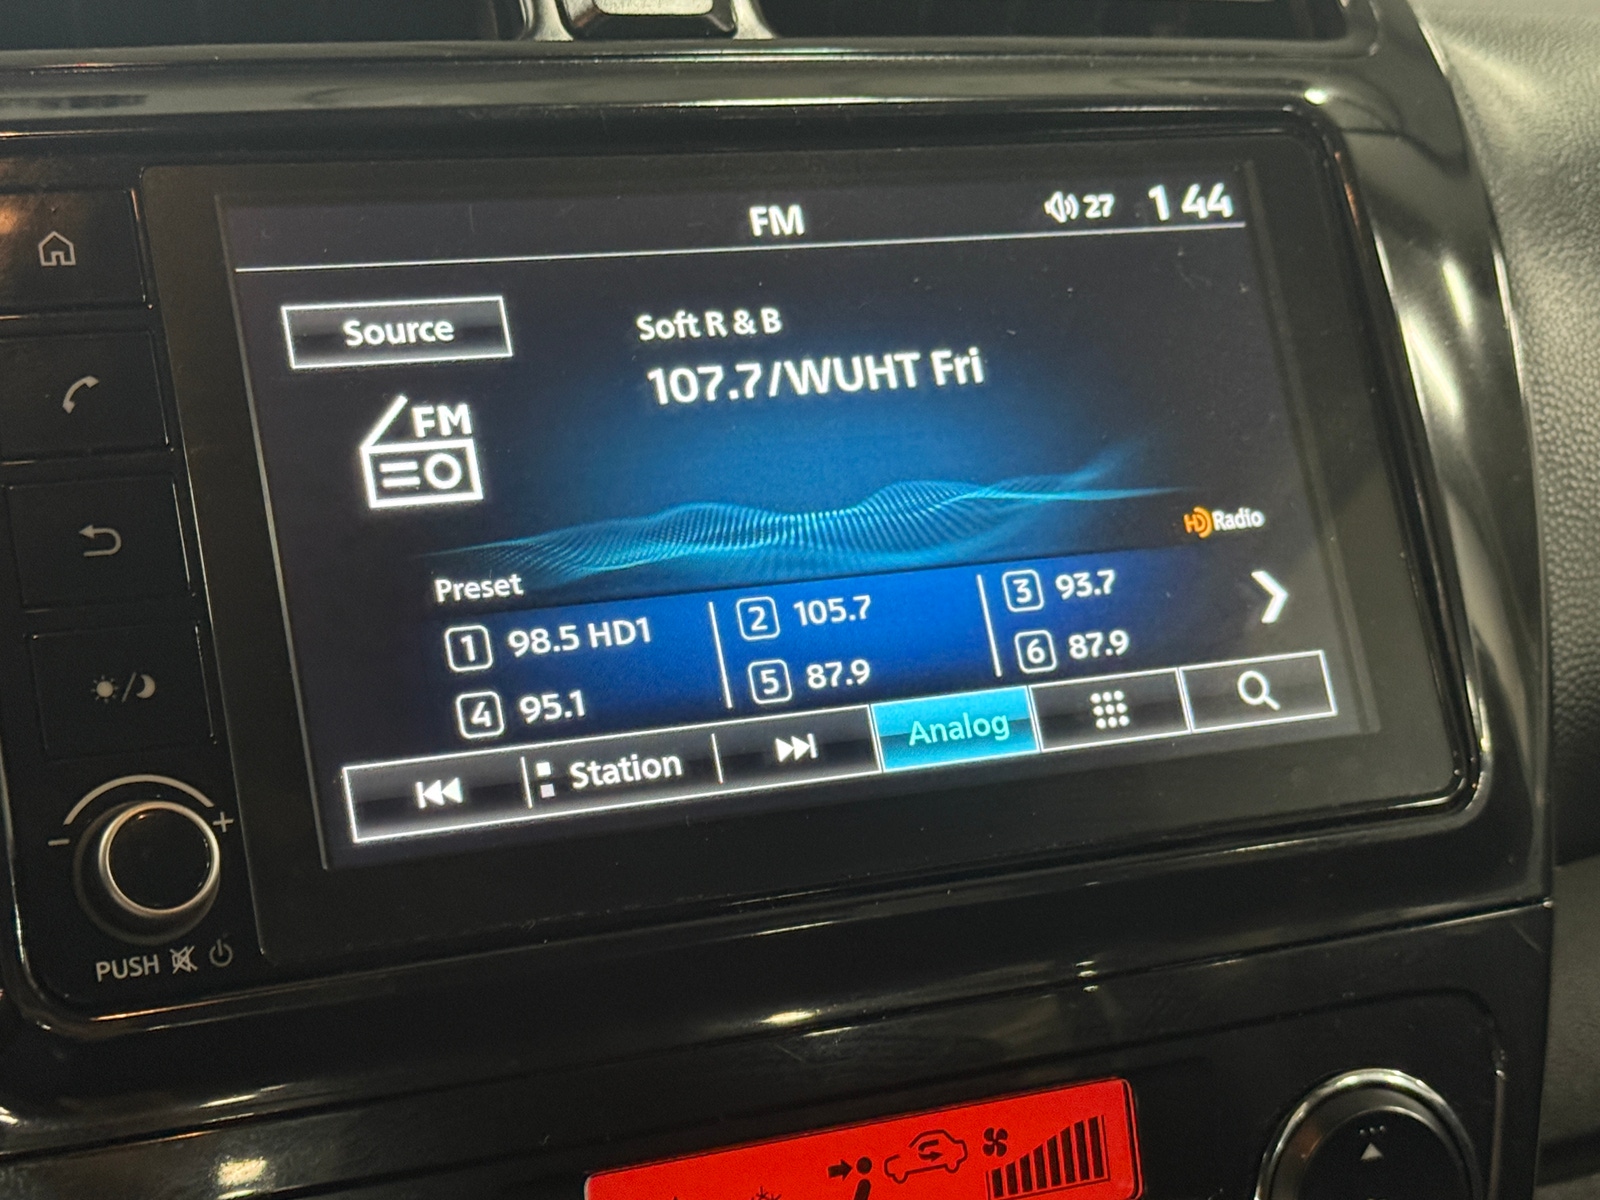 FM 27 1 44
Source
Soft R & B
107.7/WUHT Fri
FM
HD Radio
Preset
1 98.5 HD1 2 105.7 3 93.7
4 95.1 5 87.9 6 87.9
Station Analog
- +
PUSH